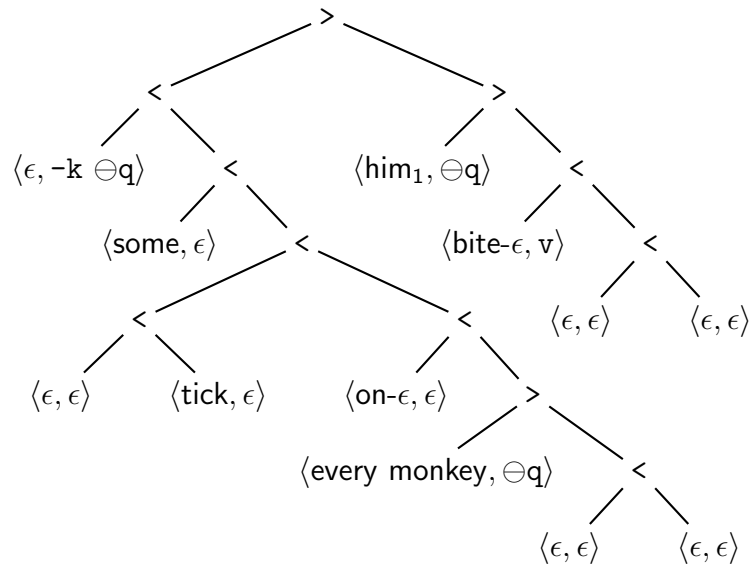 >
< >
⟨ϵ, -k ⊖q⟩ < ⟨him₁, ⊖q⟩ <
⟨some, ϵ⟩ < ⟨bite-ϵ, v⟩ <
< < ⟨ϵ, ϵ⟩ ⟨ϵ, ϵ⟩
⟨ϵ, ϵ⟩ ⟨tick, ϵ⟩ ⟨on-ϵ, ϵ⟩ >
⟨every monkey, ⊖q⟩ <
⟨ϵ, ϵ⟩ ⟨ϵ, ϵ⟩